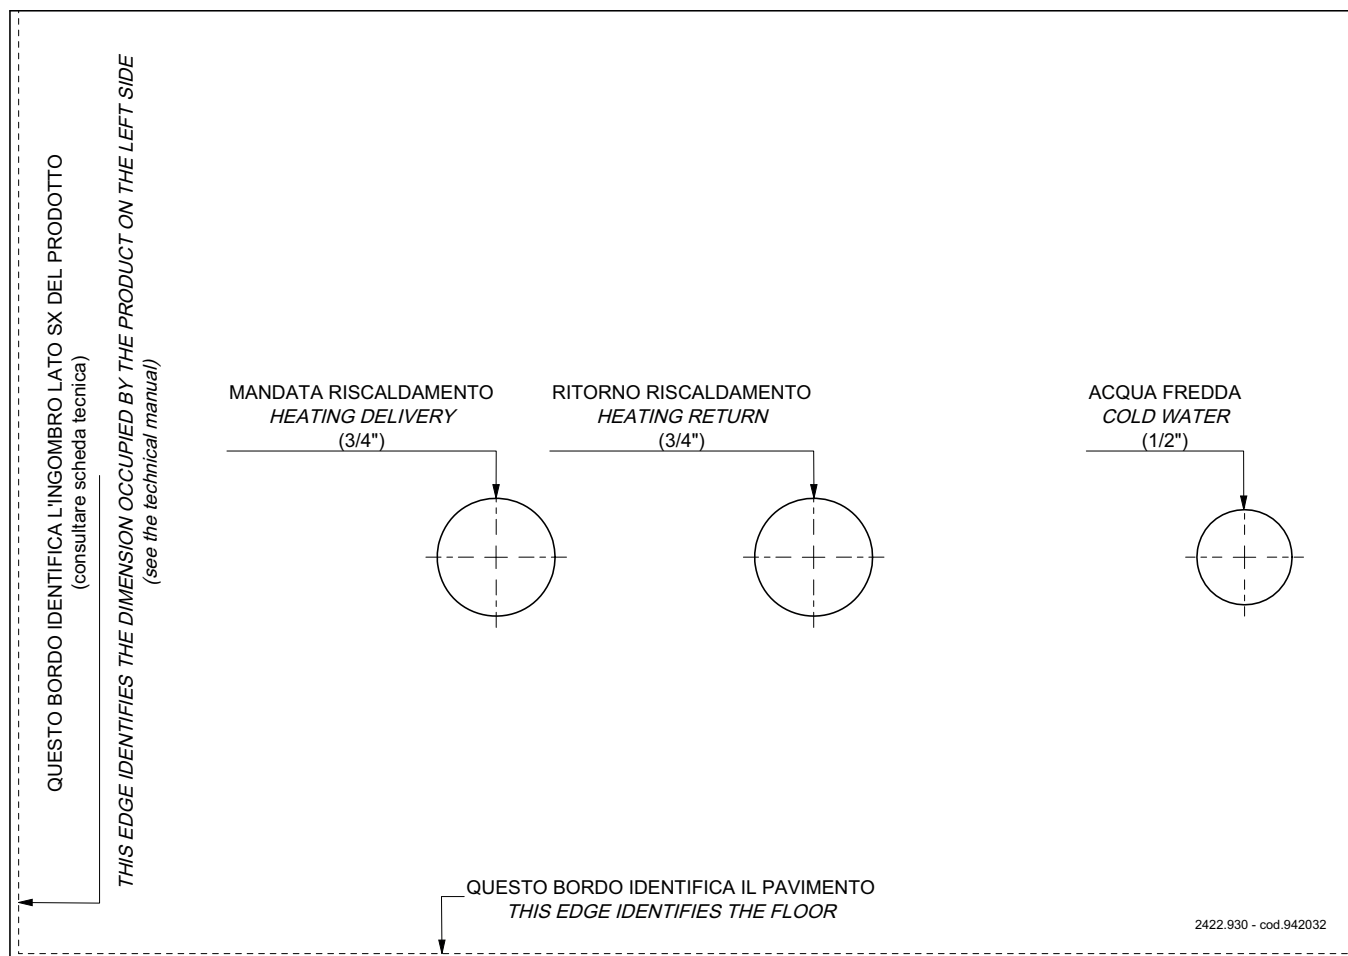 QUESTO BORDO IDENTIFICA L'INGOMBRO LATO SX DEL PRODOTTO
(consultare scheda tecnica)
THIS EDGE IDENTIFIES THE DIMENSION OCCUPIED BY THE PRODUCT ON THE LEFT SIDE
(see the technical manual)
MANDATA RISCALDAMENTO
HEATING DELIVERY
(3/4")
RITORNO RISCALDAMENTO
HEATING RETURN
(3/4")
ACQUA FREDDA
COLD WATER
(1/2")
QUESTO BORDO IDENTIFICA IL PAVIMENTO
THIS EDGE IDENTIFIES THE FLOOR
2422.930 - cod.942032